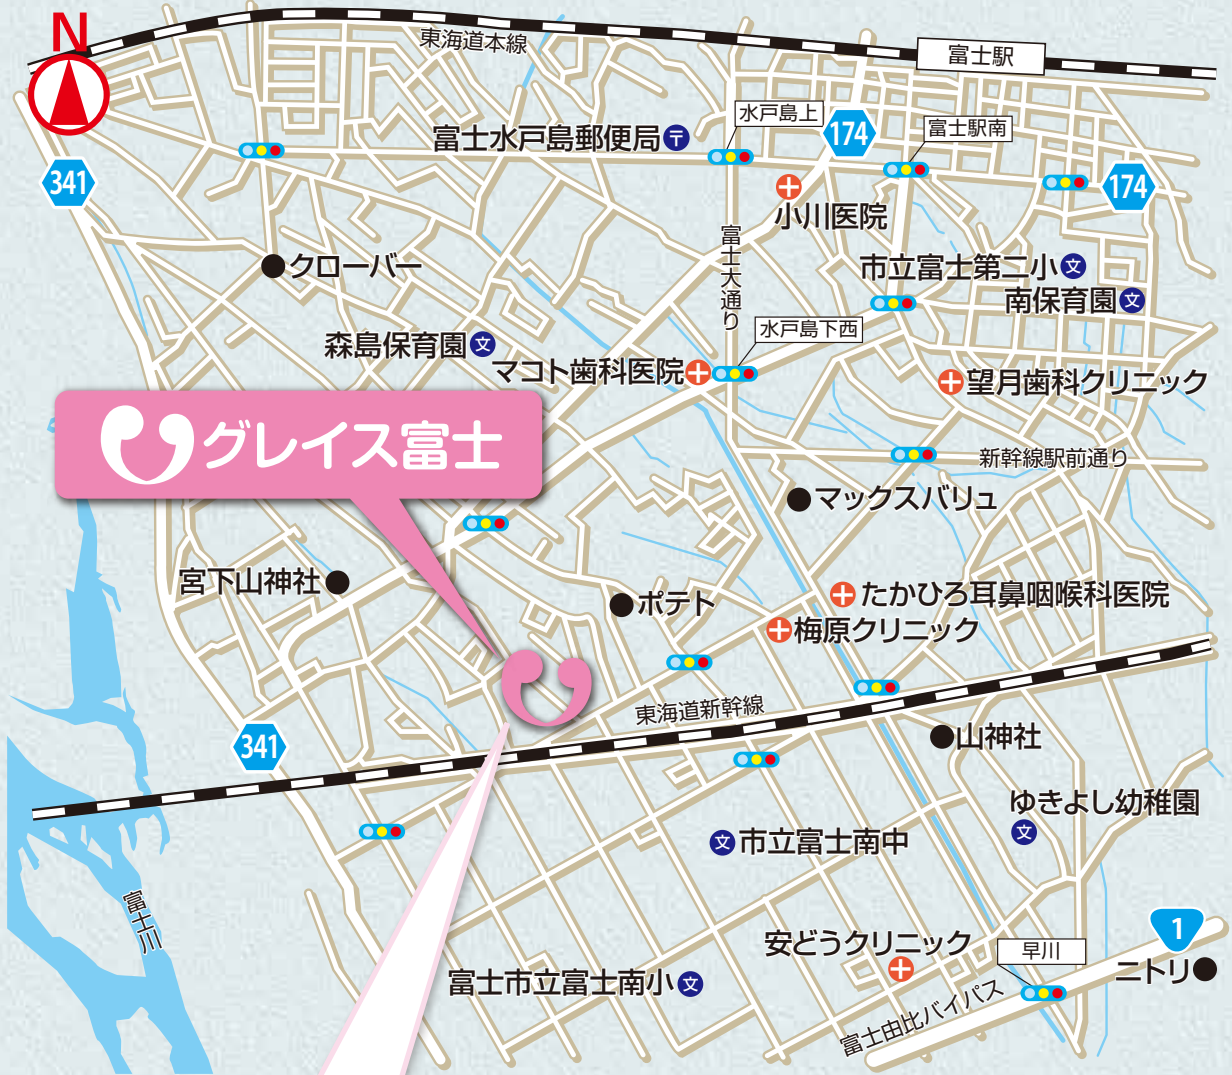 N
東海道本線
富士駅
水戸島上
富士水戸島郵便局
〒
174
富士駅南
341
174
小川医院
富士大通り
クローバー
市立富士第二小
文
南保育園
文
水戸島下西
森島保育園
文
マコト歯科医院
望月歯科クリニック
グレイス富士
新幹線駅前通り
マックスバリュ
宮下山神社
ポテト
たかひろ耳鼻咽喉科医院
梅原クリニック
東海道新幹線
341
山神社
ゆきよし幼稚園
文
文
市立富士南中
富士川
安どうクリニック
早川
1
ニトリ
富士市立富士南小
文
富士由比バイパス